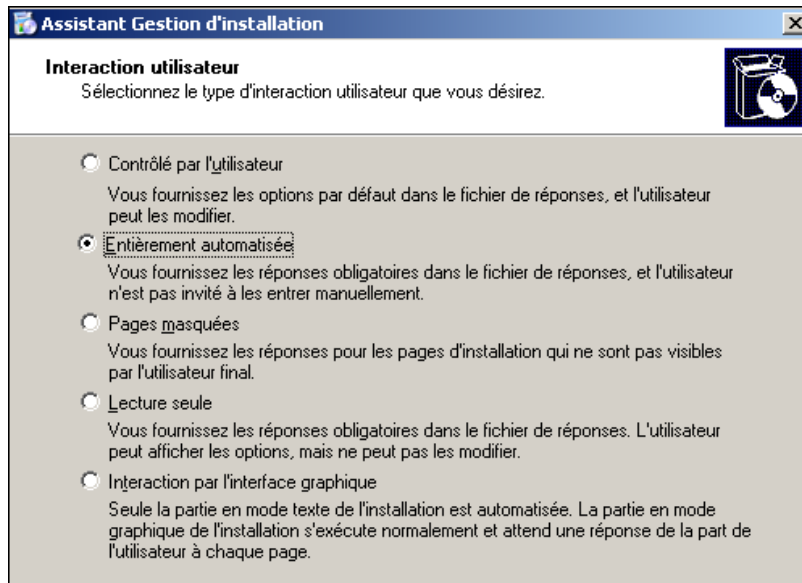 Assistant Gestion d'installation
Interaction utilisateur
Sélectionnez le type d'interaction utilisateur que vous désirez.
Contrôlé par l'utilisateur
Vous fournissez les options par défaut dans le fichier de réponses, et l'utilisateur
peut les modifier.
Entièrement automatisée
Vous fournissez les réponses obligatoires dans le fichier de réponses, et l'utilisateur
n'est pas invité à les entrer manuellement.
Pages masquées
Vous fournissez les réponses pour les pages d'installation qui ne sont pas visibles
par l'utilisateur final.
Lecture seule
Vous fournissez les réponses obligatoires dans le fichier de réponses. L'utilisateur
peut afficher les options, mais ne peut pas les modifier.
Interaction par l'interface graphique
Seule la partie en mode texte de l'installation est automatisée. La partie en mode
graphique de l'installation s'exécute normalement et attend une réponse de la part de
l'utilisateur à chaque page.